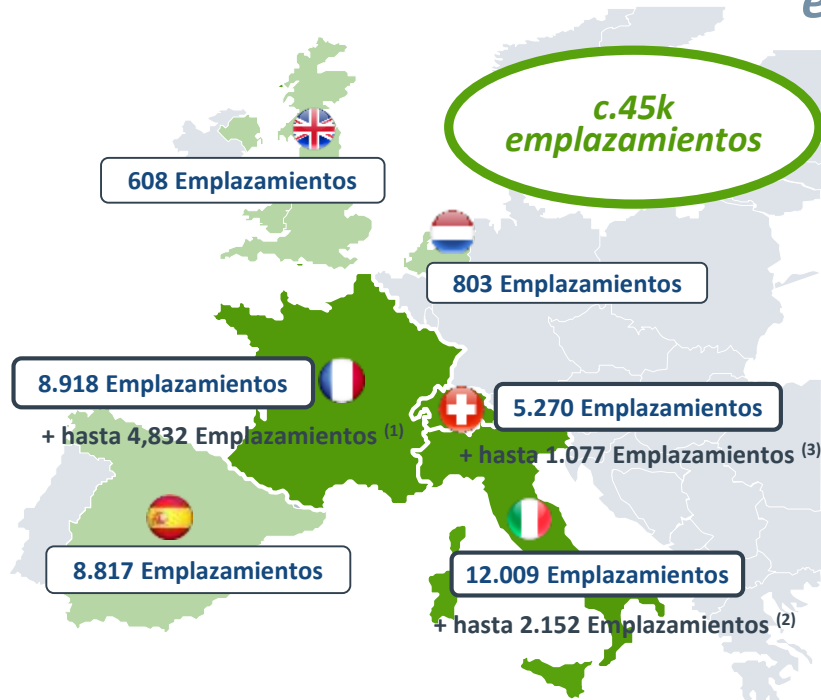 c.45k
emplazamientos
608 Emplazamientos
803 Emplazamientos
8.918 Emplazamientos
+ hasta 4,832 Emplazamientos (1)
5.270 Emplazamientos
+ hasta 1.077 Emplazamientos (3)
8.817 Emplazamientos
12.009 Emplazamientos
+ hasta 2.152 Emplazamientos (2)